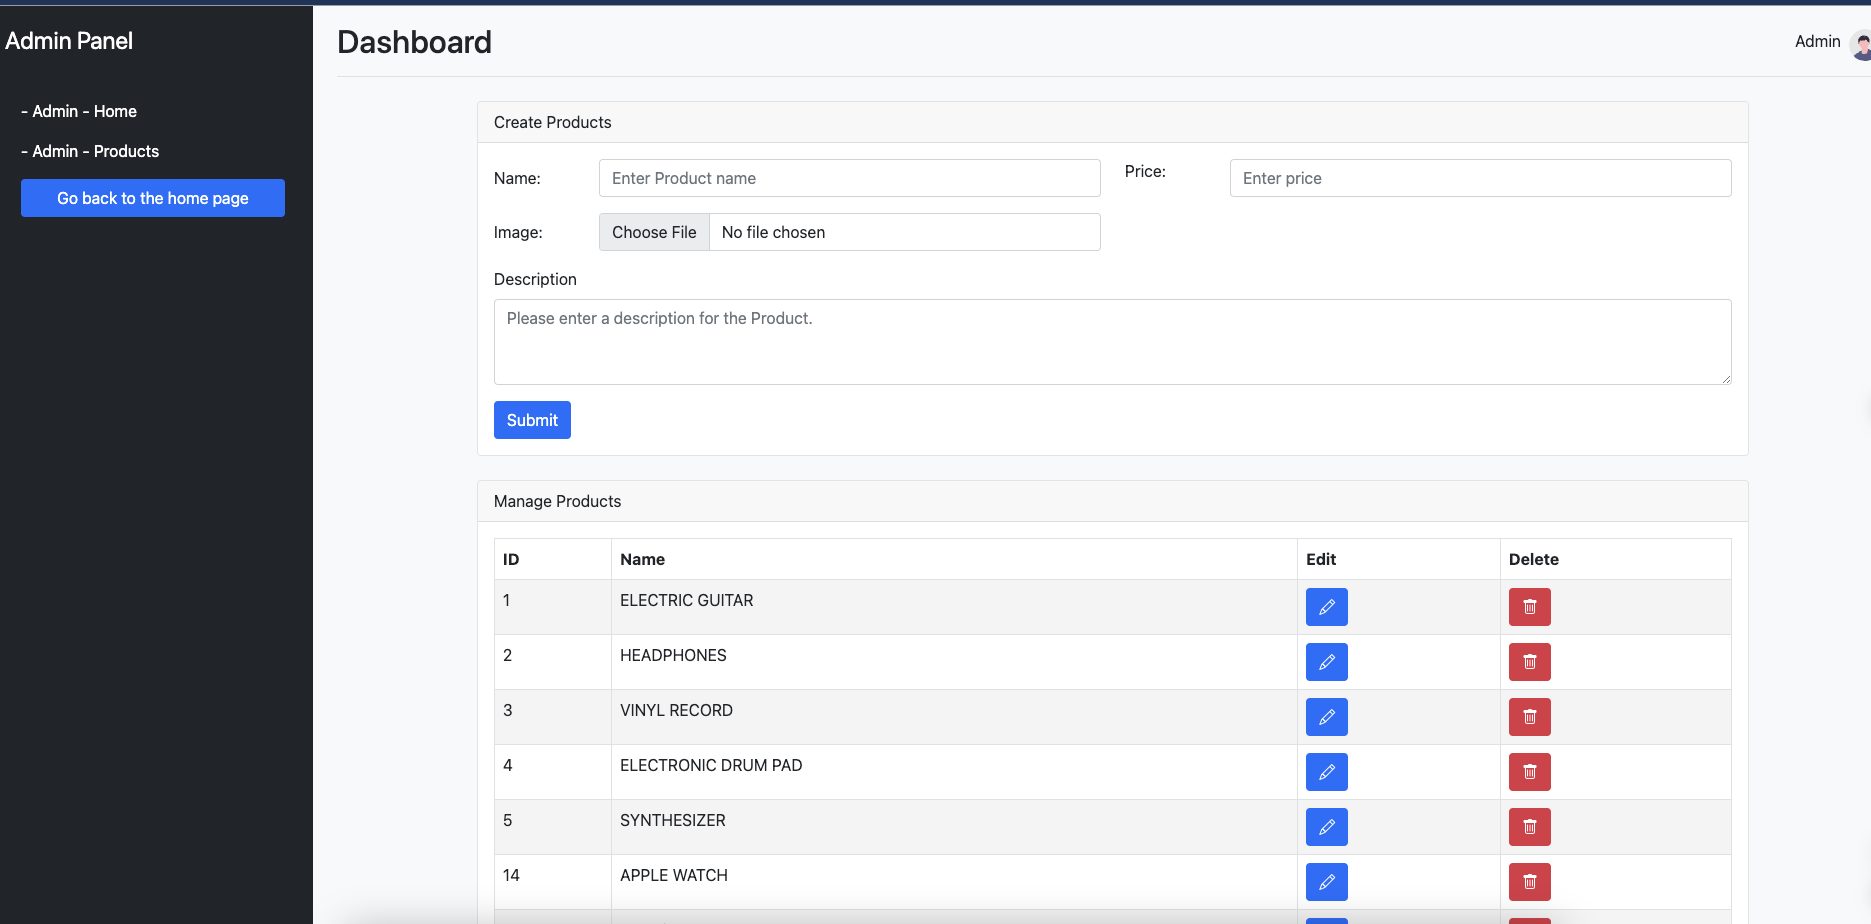 Admin Panel
- Admin - Home
- Admin - Products
Go back to the home page
Dashboard
Admin
Create Products
Name:
Enter Product name
Price:
Enter price
Image:
Choose File
No file chosen
Description
Please enter a description for the Product.
Submit
Manage Products
ID Name Edit Delete
1 ELECTRIC GUITAR
2 HEADPHONES
3 VINYL RECORD
4 ELECTRONIC DRUM PAD
5 SYNTHESIZER
14 APPLE WATCH